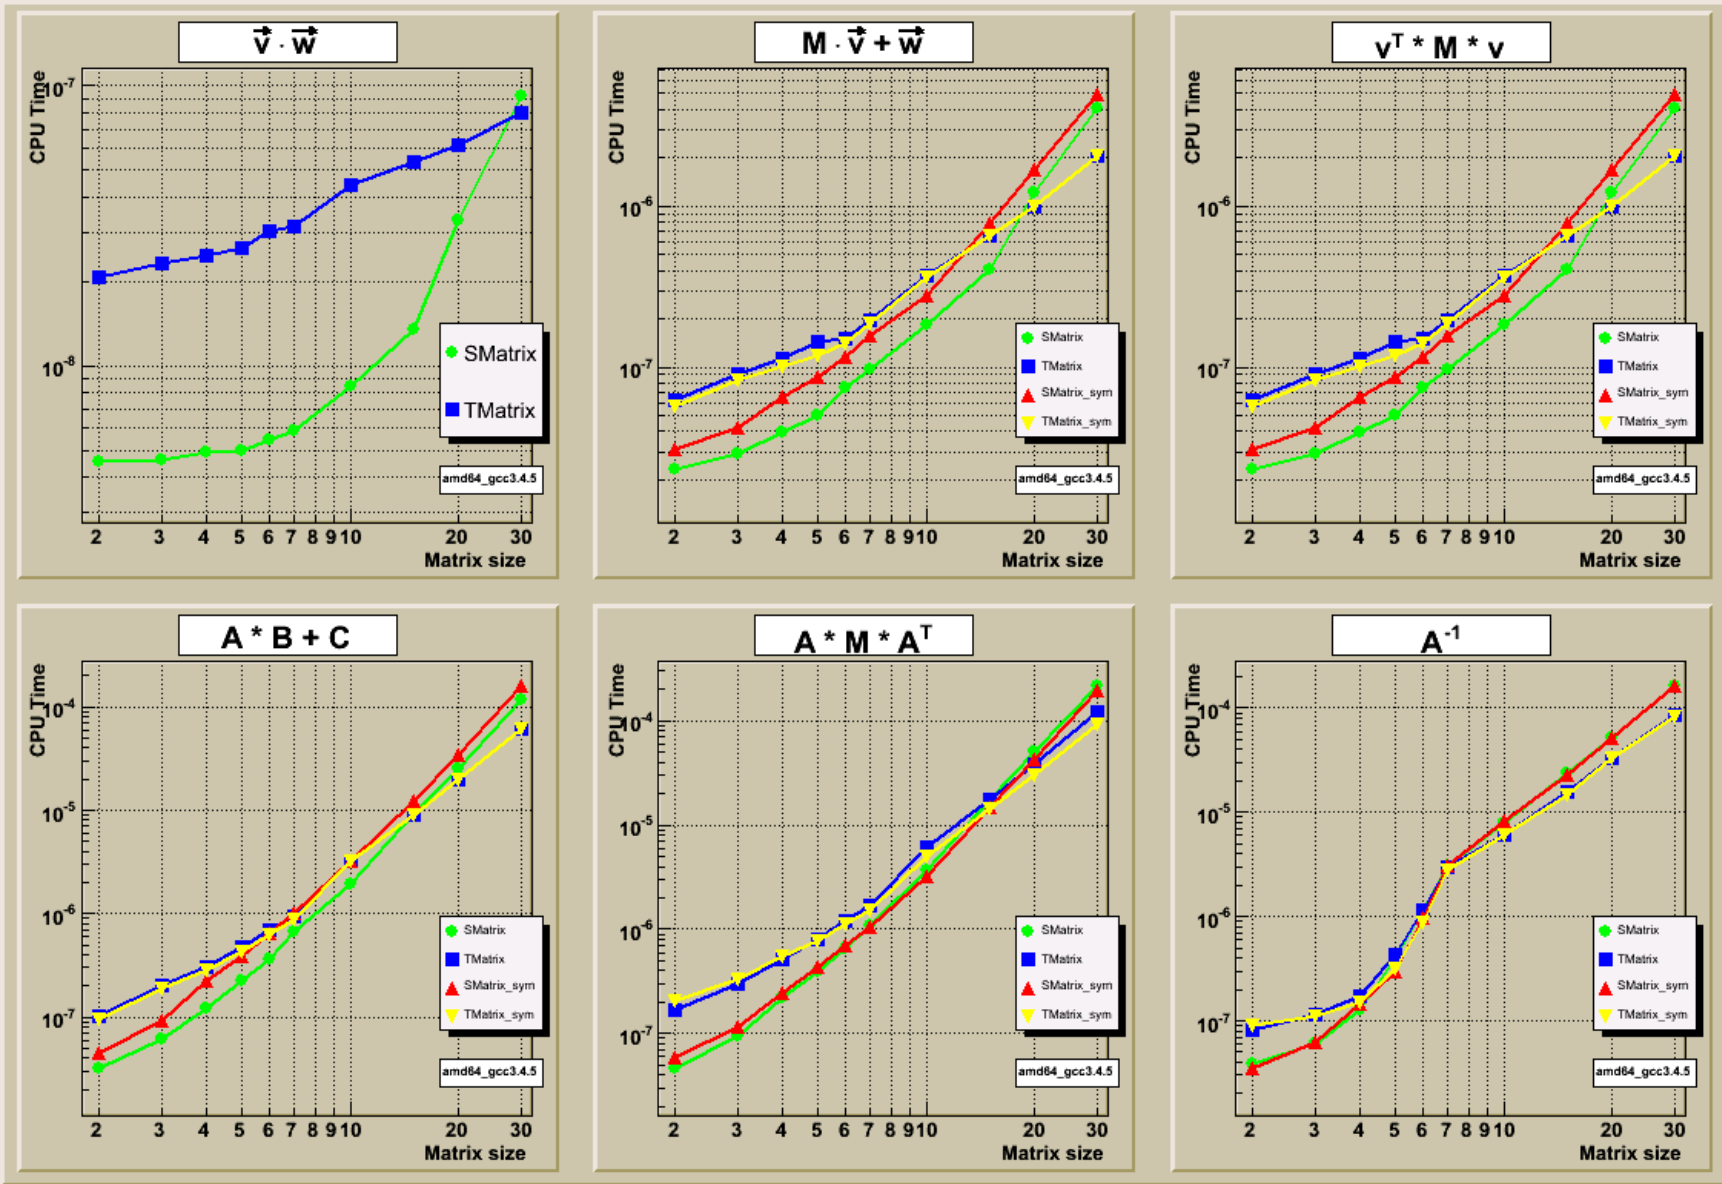 v⃗ · w⃗
CPU Time
10⁻⁷
10⁻⁸
SMatrix
TMatrix
amd64_gcc3.4.5
2 3 4 5 6 7 8 9 10 20 30
Matrix size
M · v⃗ + w⃗
CPU Time
10⁻⁶
10⁻⁷
SMatrix
TMatrix
SMatrix_sym
TMatrix_sym
amd64_gcc3.4.5
2 3 4 5 6 7 8 9 10 20 30
Matrix size
vᵀ * M * v
CPU Time
10⁻⁶
10⁻⁷
SMatrix
TMatrix
SMatrix_sym
TMatrix_sym
amd64_gcc3.4.5
2 3 4 5 6 7 8 9 10 20 30
Matrix size
A * B + C
CPU Time
10⁻⁴
10⁻⁵
10⁻⁶
10⁻⁷
SMatrix
TMatrix
SMatrix_sym
TMatrix_sym
amd64_gcc3.4.5
2 3 4 5 6 7 8 9 10 20 30
Matrix size
A * M * Aᵀ
CPU Time
10⁻⁴
10⁻⁵
10⁻⁶
10⁻⁷
SMatrix
TMatrix
SMatrix_sym
TMatrix_sym
amd64_gcc3.4.5
2 3 4 5 6 7 8 9 10 20 30
Matrix size
A⁻¹
CPU Time
10⁻⁴
10⁻⁵
10⁻⁶
10⁻⁷
SMatrix
TMatrix
SMatrix_sym
TMatrix_sym
amd64_gcc3.4.5
2 3 4 5 6 7 8 9 10 20 30
Matrix size